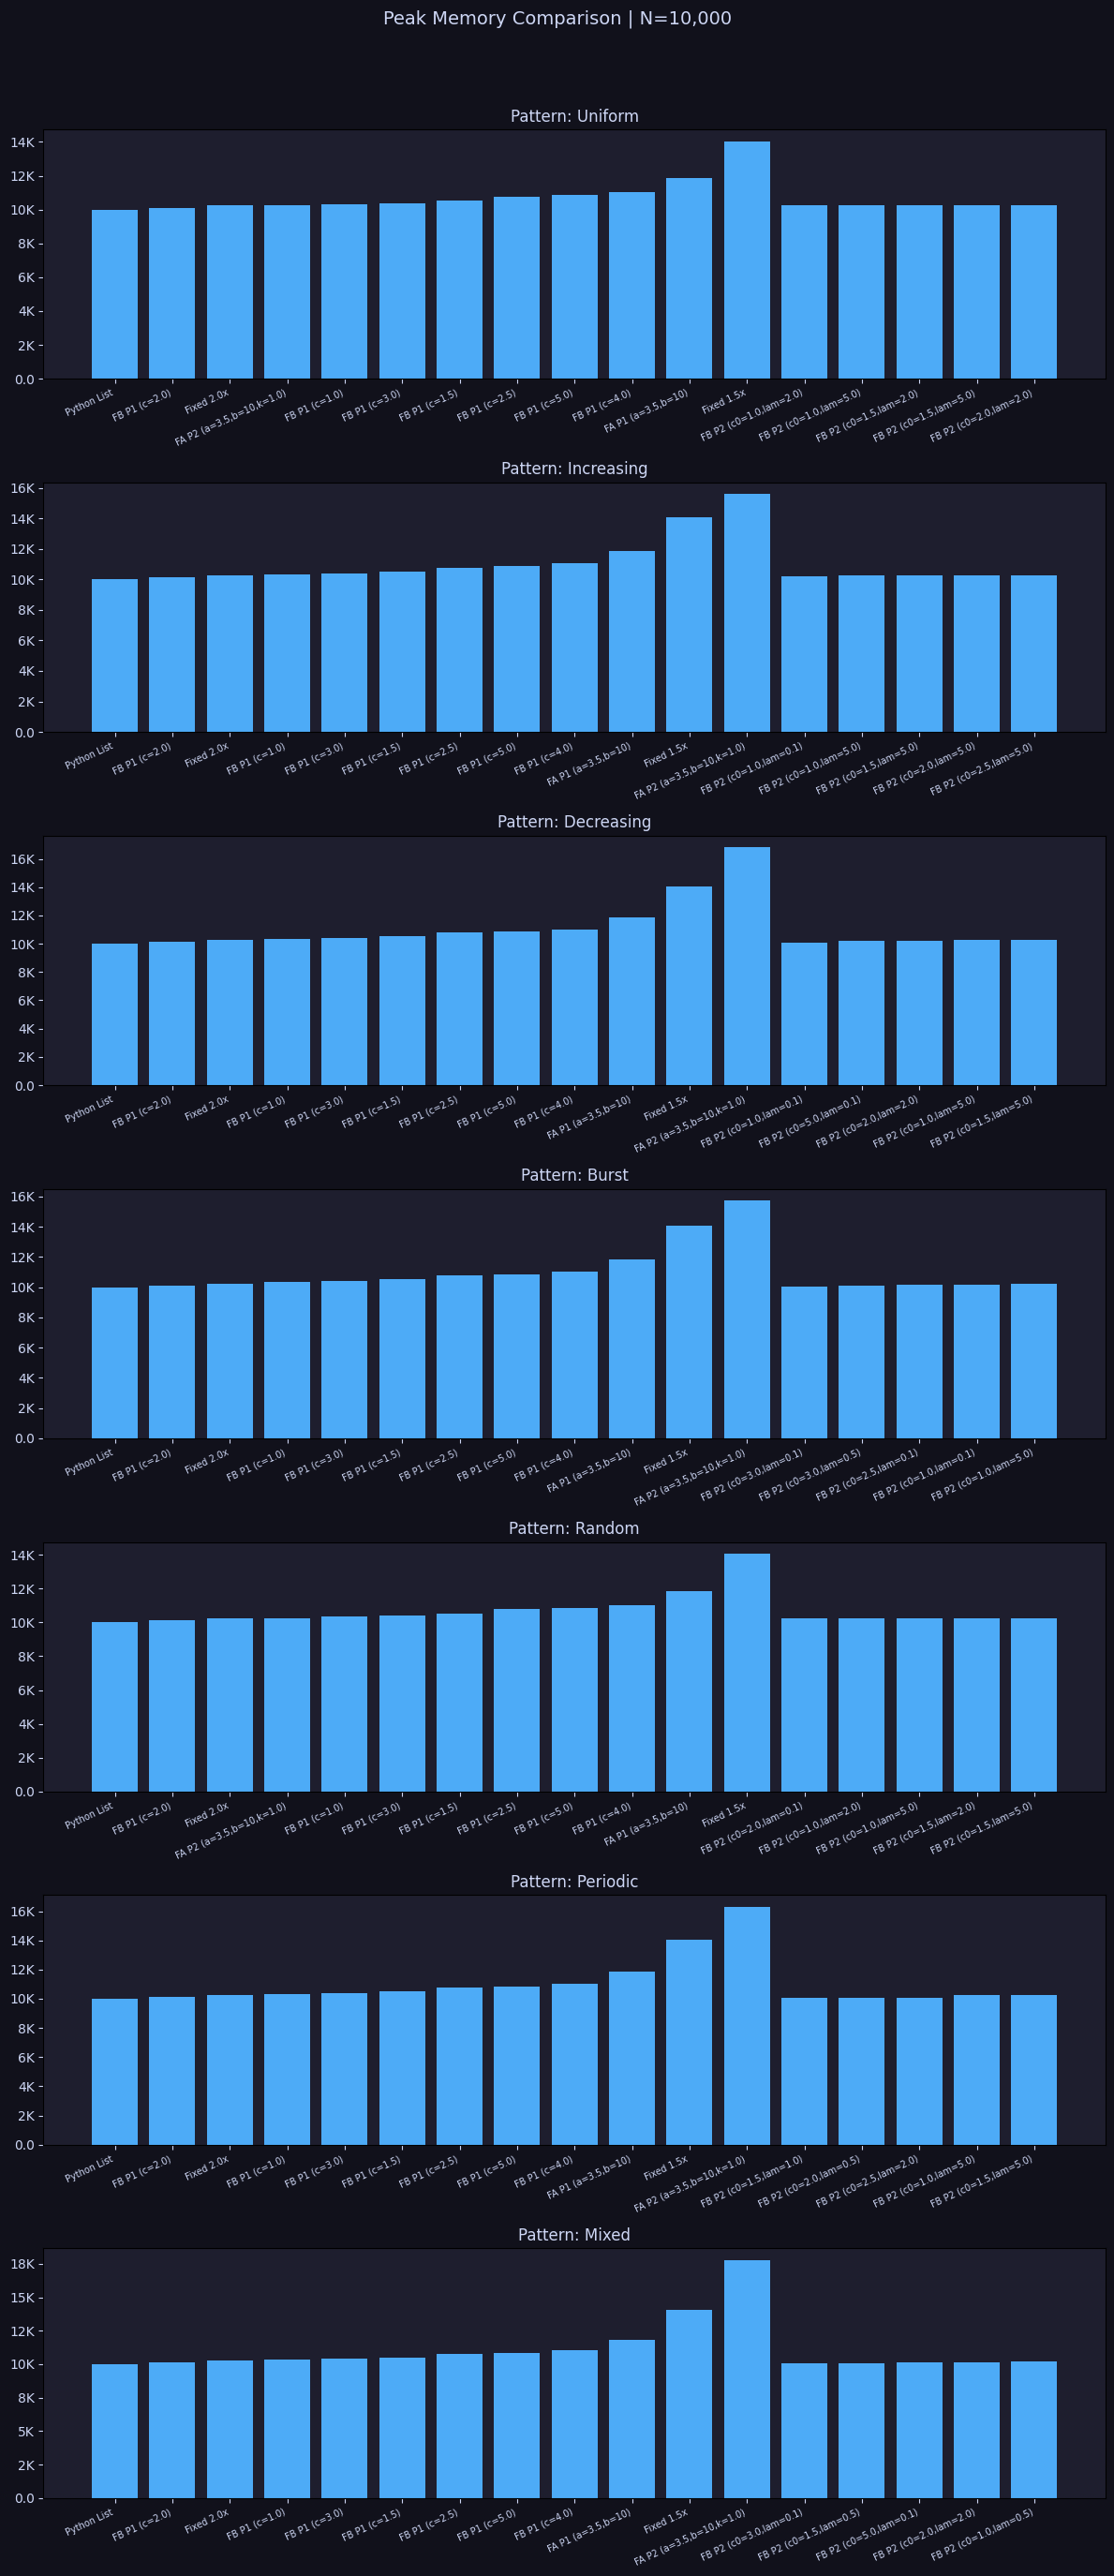 Peak Memory Comparison | N=10,000
Pattern: Uniform
14K
12K
10K
8K
6K
4K
2K
0.0
Python List
FB P1 (c=2.0)
Fixed 2.0x
FA P2 (a=3.5,b=10,k=1.0)
FB P1 (c=1.0)
FB P1 (c=3.0)
FB P1 (c=1.5)
FB P1 (c=2.5)
FB P1 (c=5.0)
FB P1 (c=4.0)
FA P1 (a=3.5,b=10)
Fixed 1.5x
FB P2 (c0=1.0,lam=2.0)
FB P2 (c0=1.0,lam=5.0)
FB P2 (c0=1.5,lam=2.0)
FB P2 (c0=1.5,lam=5.0)
FB P2 (c0=2.0,lam=2.0)
Pattern: Increasing
16K
14K
12K
10K
8K
6K
4K
2K
0.0
Python List
FB P1 (c=2.0)
Fixed 2.0x
FB P1 (c=1.0)
FB P1 (c=3.0)
FB P1 (c=1.5)
FB P1 (c=2.5)
FB P1 (c=5.0)
FB P1 (c=4.0)
FA P1 (a=3.5,b=10)
Fixed 1.5x
FA P2 (a=3.5,b=10,k=1.0)
FB P2 (c0=1.0,lam=0.1)
FB P2 (c0=1.0,lam=5.0)
FB P2 (c0=1.5,lam=5.0)
FB P2 (c0=2.0,lam=5.0)
FB P2 (c0=2.5,lam=5.0)
Pattern: Decreasing
16K
14K
12K
10K
8K
6K
4K
2K
0.0
Python List
FB P1 (c=2.0)
Fixed 2.0x
FB P1 (c=1.0)
FB P1 (c=3.0)
FB P1 (c=1.5)
FB P1 (c=2.5)
FB P1 (c=5.0)
FB P1 (c=4.0)
FA P1 (a=3.5,b=10)
Fixed 1.5x
FA P2 (a=3.5,b=10,k=1.0)
FB P2 (c0=1.0,lam=0.1)
FB P2 (c0=5.0,lam=0.1)
FB P2 (c0=2.0,lam=2.0)
FB P2 (c0=1.0,lam=5.0)
FB P2 (c0=1.5,lam=5.0)
Pattern: Burst
16K
14K
12K
10K
8K
6K
4K
2K
0.0
Python List
FB P1 (c=2.0)
Fixed 2.0x
FB P1 (c=1.0)
FB P1 (c=3.0)
FB P1 (c=1.5)
FB P1 (c=2.5)
FB P1 (c=5.0)
FB P1 (c=4.0)
FA P1 (a=3.5,b=10)
Fixed 1.5x
FA P2 (a=3.5,b=10,k=1.0)
FB P2 (c0=3.0,lam=0.1)
FB P2 (c0=3.0,lam=0.5)
FB P2 (c0=2.5,lam=0.1)
FB P2 (c0=1.0,lam=0.1)
FB P2 (c0=1.0,lam=5.0)
Pattern: Random
14K
12K
10K
8K
6K
4K
2K
0.0
Python List
FB P1 (c=2.0)
Fixed 2.0x
FA P2 (a=3.5,b=10,k=1.0)
FB P1 (c=1.0)
FB P1 (c=3.0)
FB P1 (c=1.5)
FB P1 (c=2.5)
FB P1 (c=5.0)
FB P1 (c=4.0)
FA P1 (a=3.5,b=10)
Fixed 1.5x
FB P2 (c0=2.0,lam=0.1)
FB P2 (c0=1.0,lam=2.0)
FB P2 (c0=1.0,lam=5.0)
FB P2 (c0=1.5,lam=2.0)
FB P2 (c0=1.5,lam=5.0)
Pattern: Periodic
16K
14K
12K
10K
8K
6K
4K
2K
0.0
Python List
FB P1 (c=2.0)
Fixed 2.0x
FB P1 (c=1.0)
FB P1 (c=3.0)
FB P1 (c=1.5)
FB P1 (c=2.5)
FB P1 (c=5.0)
FB P1 (c=4.0)
FA P1 (a=3.5,b=10)
Fixed 1.5x
FA P2 (a=3.5,b=10,k=1.0)
FB P2 (c0=1.5,lam=1.0)
FB P2 (c0=2.0,lam=0.5)
FB P2 (c0=2.5,lam=2.0)
FB P2 (c0=1.0,lam=5.0)
FB P2 (c0=1.5,lam=5.0)
Pattern: Mixed
18K
15K
12K
10K
8K
5K
2K
0.0
Python List
FB P1 (c=2.0)
Fixed 2.0x
FB P1 (c=1.0)
FB P1 (c=3.0)
FB P1 (c=1.5)
FB P1 (c=2.5)
FB P1 (c=5.0)
FB P1 (c=4.0)
FA P1 (a=3.5,b=10)
Fixed 1.5x
FA P2 (a=3.5,b=10,k=1.0)
FB P2 (c0=3.0,lam=0.1)
FB P2 (c0=1.5,lam=0.5)
FB P2 (c0=5.0,lam=0.1)
FB P2 (c0=2.0,lam=2.0)
FB P2 (c0=1.0,lam=0.5)